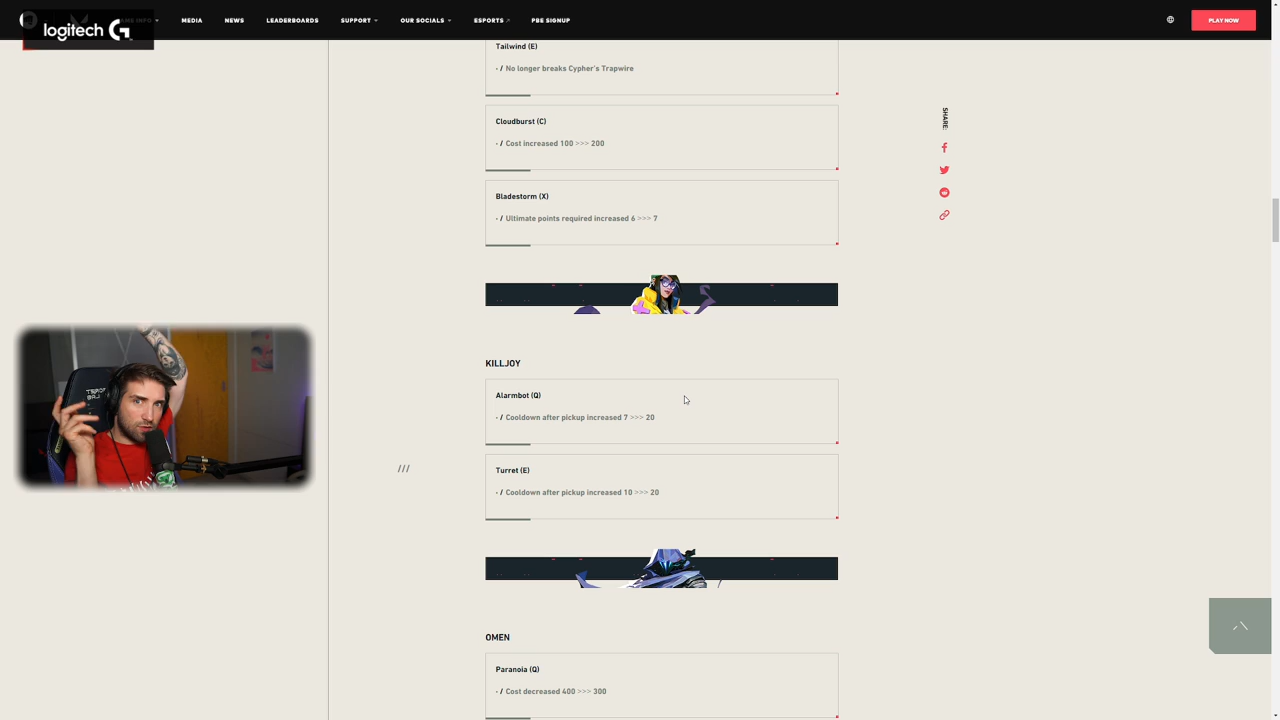 logitech G
GAME INFO
MEDIA
NEWS
LEADERBOARDS
SUPPORT
OUR SOCIALS
ESPORTS
PBE SIGNUP
PLAY NOW
Tailwind (E)
- / No longer breaks Cypher's Trapwire
Cloudburst (C)
- / Cost increased 100 >>> 200
Bladestorm (X)
- / Ultimate points required increased 6 >>> 7
SHARE:
KILLJOY
Alarmbot (Q)
- / Cooldown after pickup increased 7 >>> 20
///
Turret (E)
- / Cooldown after pickup increased 10 >>> 20
OMEN
Paranoia (Q)
- / Cost decreased 400 >>> 300